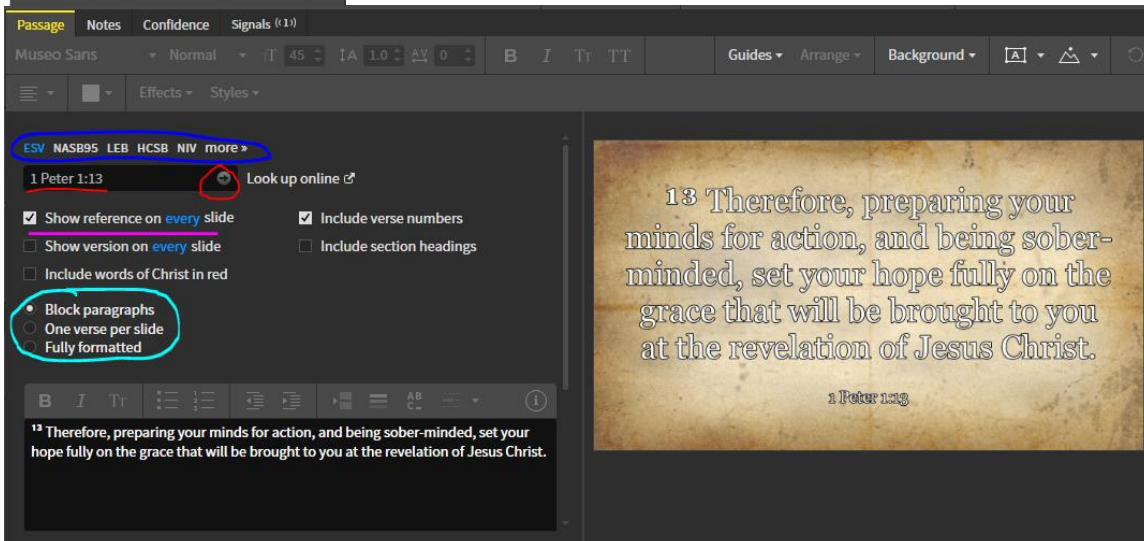 Passage Notes Confidence Signals ((1))
Museo Sans Normal TT 45 ↕A 1.0 AV 0 B I Tт TT Guides Arrange Background A
Effects Styles
ESV NASB95 LEB HCSB NIV more »
1 Peter 1:13 Look up online
Show reference on every slide Include verse numbers
Show version on every slide Include section headings
Include words of Christ in red
Block paragraphs
One verse per slide
Fully formatted
B I Tт AB C i
13 Therefore, preparing your minds for action, and being sober-minded, set your
hope fully on the grace that will be brought to you at the revelation of Jesus Christ.
13 Therefore, preparing your
minds for action, and being sober-
minded, set your hope fully on the
grace that will be brought to you
at the revelation of Jesus Christ.
1 Peter 1:13